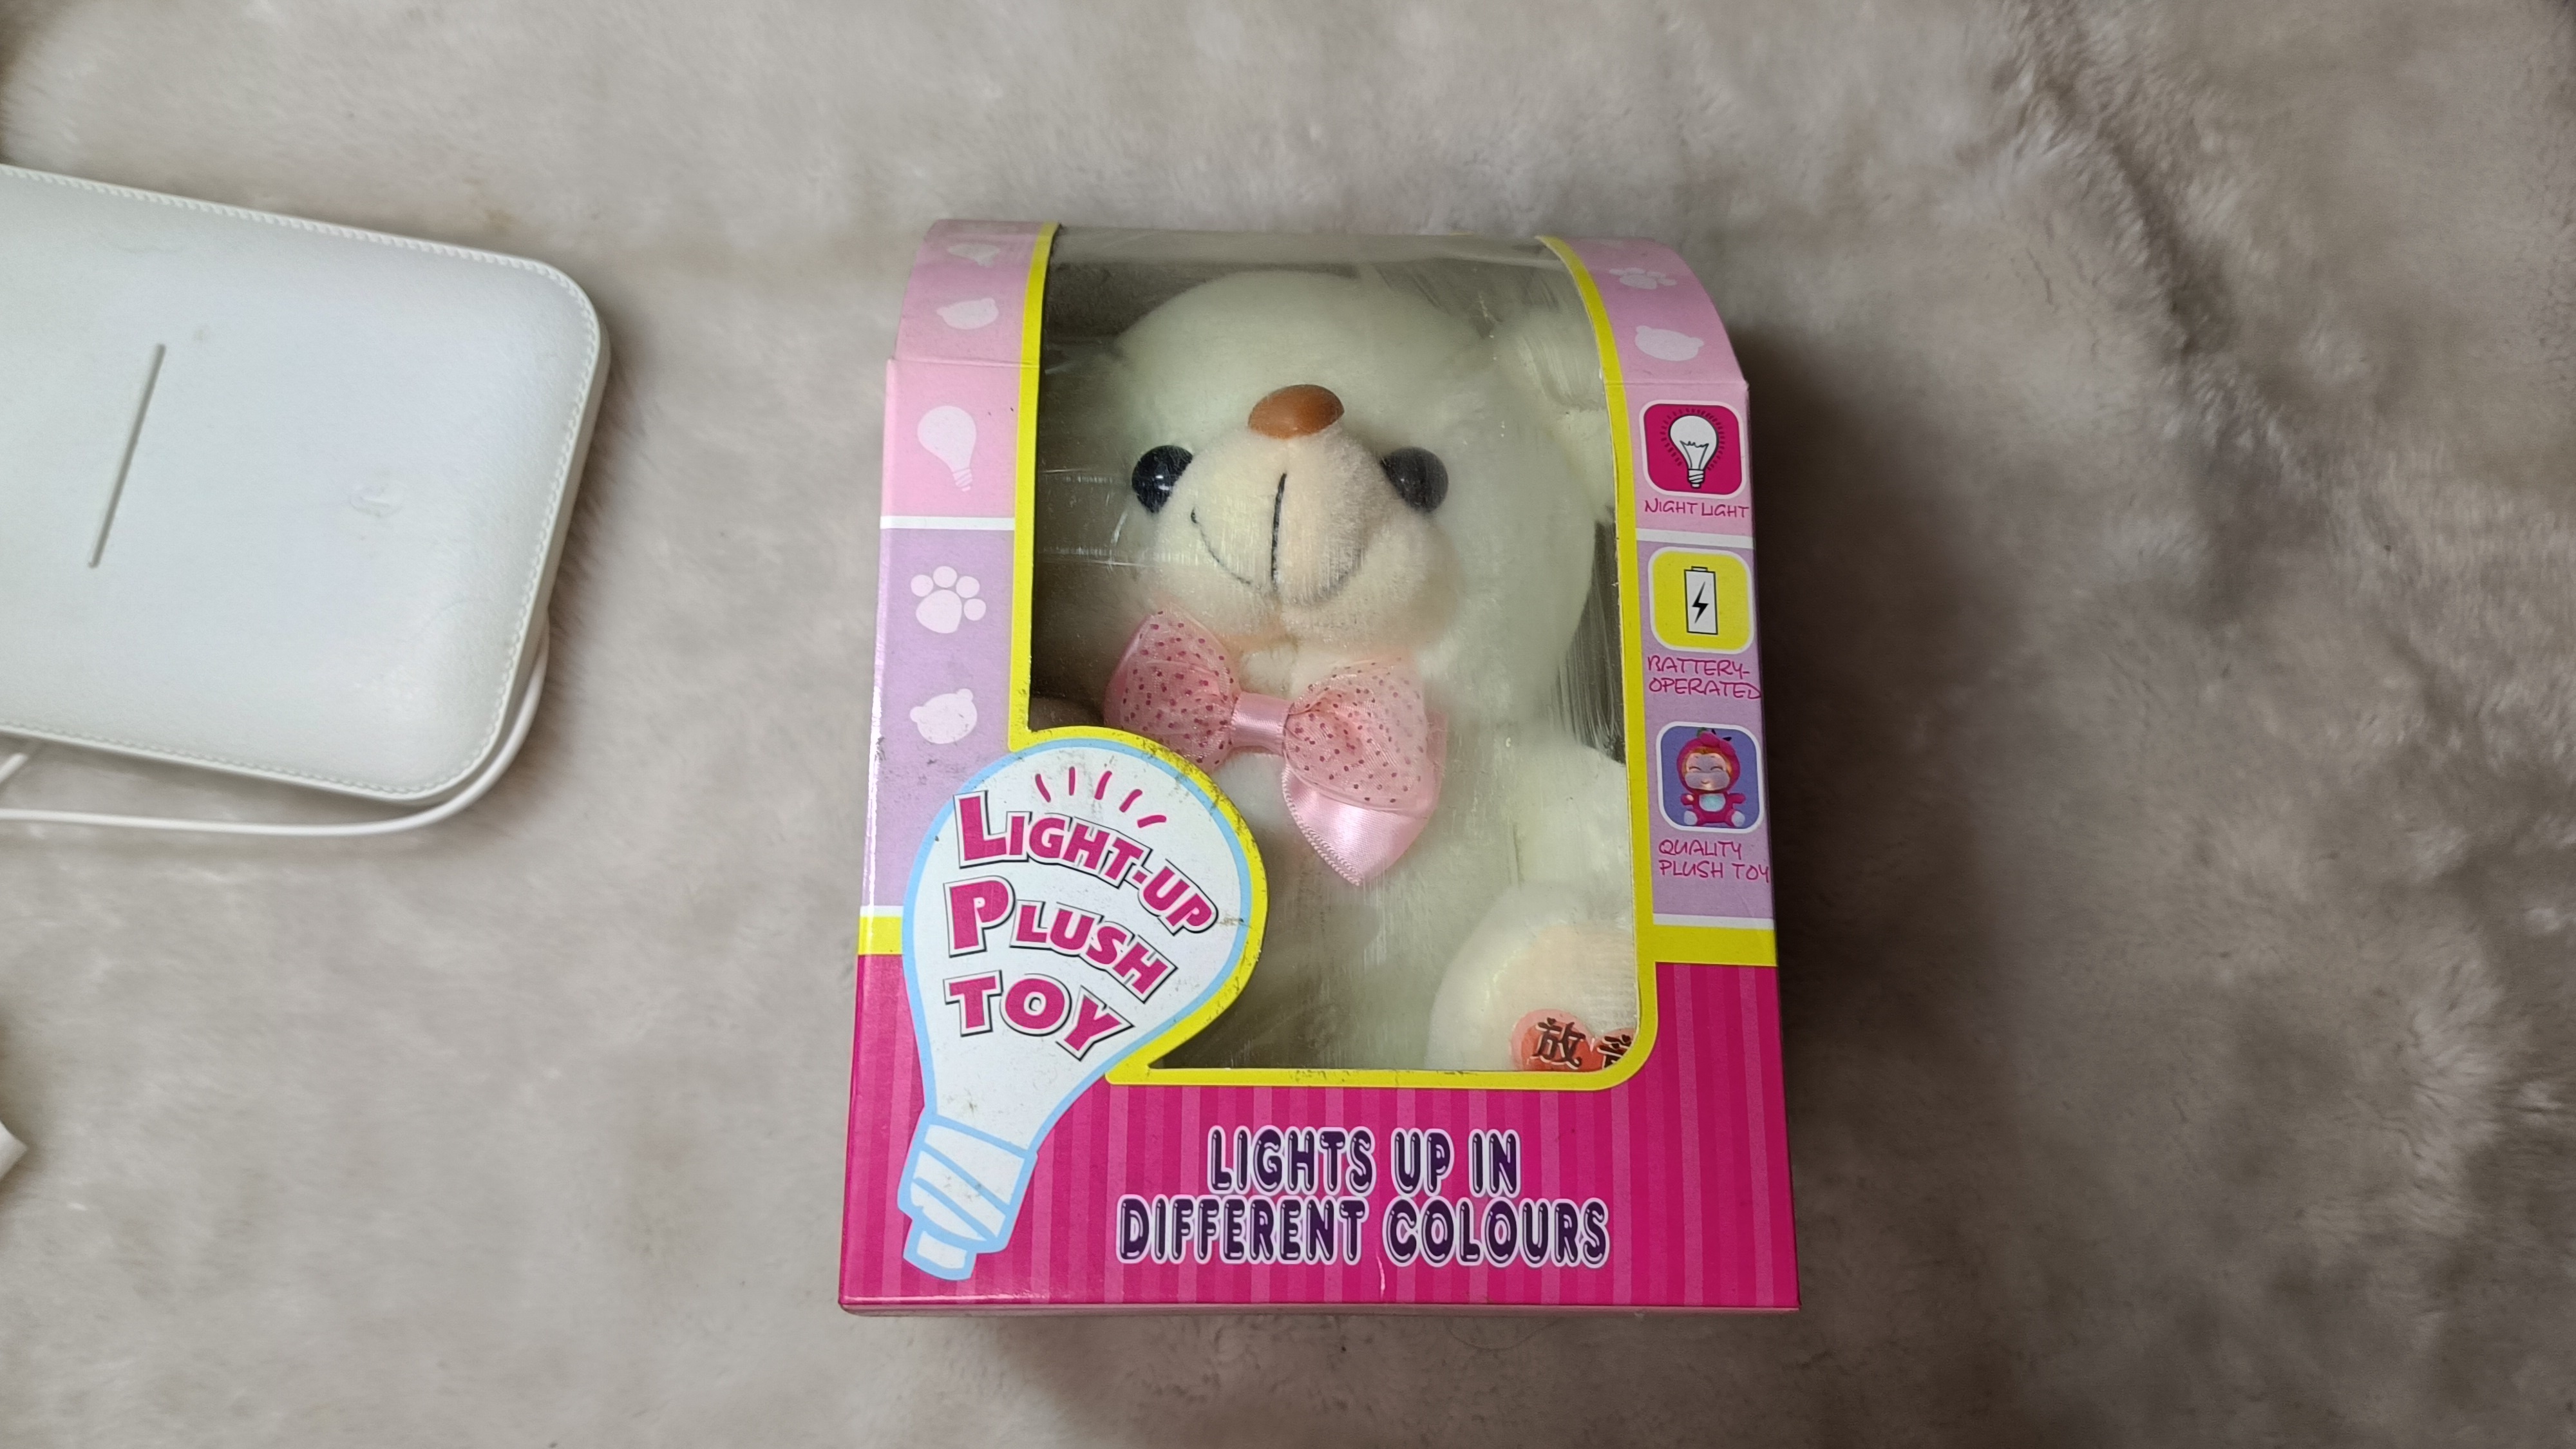 NIGHT LIGHT
BATTERY-
OPERATED
QUALITY
PLUSH TOY
LIGHT-UP
PLUSH
TOY
放
LIGHTS UP IN
DIFFERENT COLOURS